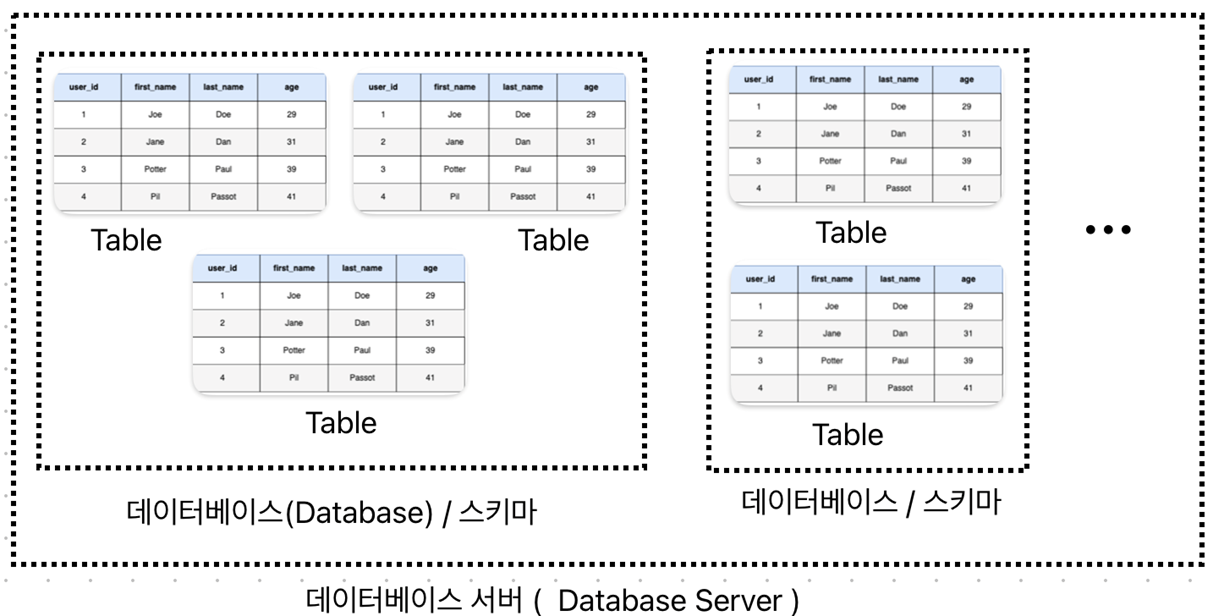 user_id first_name last_name age
1 Joe Doe 29
2 Jane Dan 31
3 Potter Paul 39
4 Pil Passot 41
Table
user_id first_name last_name age
1 Joe Doe 29
2 Jane Dan 31
3 Potter Paul 39
4 Pil Passot 41
Table
user_id first_name last_name age
1 Joe Doe 29
2 Jane Dan 31
3 Potter Paul 39
4 Pil Passot 41
Table
데이터베이스(Database) / 스키마
user_id first_name last_name age
1 Joe Doe 29
2 Jane Dan 31
3 Potter Paul 39
4 Pil Passot 41
Table
user_id first_name last_name age
1 Joe Doe 29
2 Jane Dan 31
3 Potter Paul 39
4 Pil Passot 41
Table
데이터베이스 / 스키마
...
데이터베이스 서버 ( Database Server )